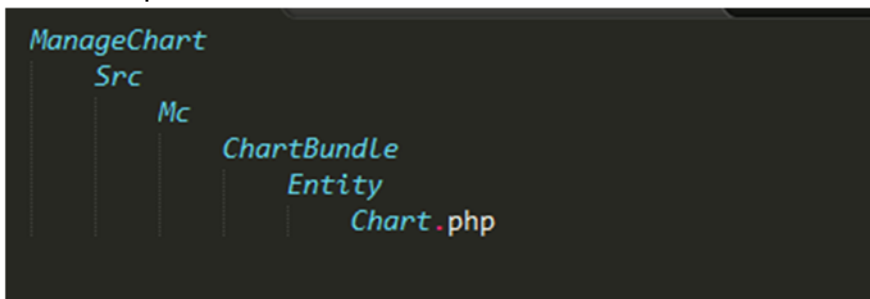 ManageChart
Src
Mc
ChartBundle
Entity
Chart.php